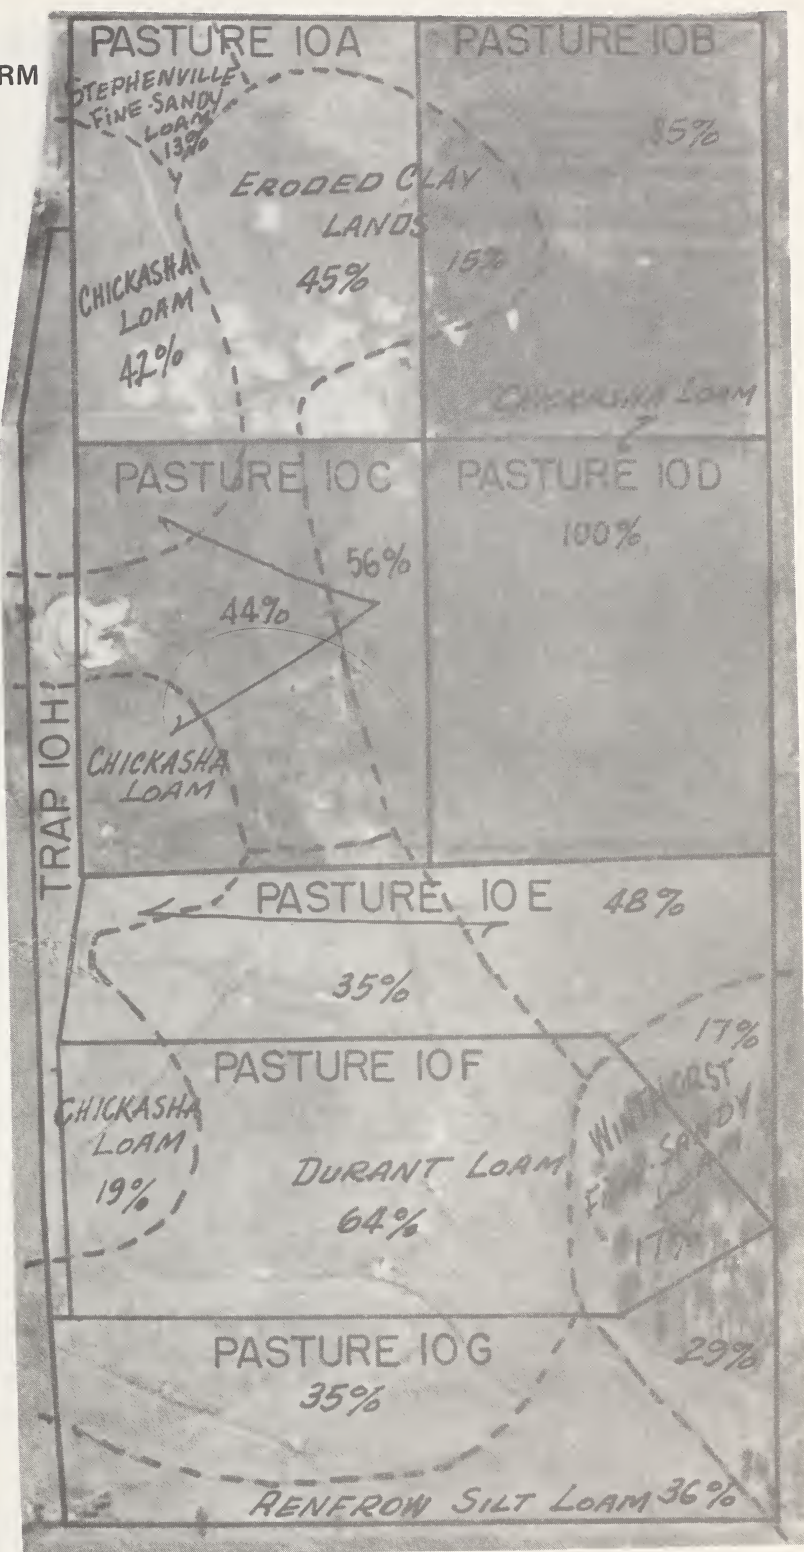 RM
PASTURE 10A
PASTURE 10B
STEPHENVILLE
FINE-SANDY
LOAM
13%
85%
ERODED CLAY
LANDS
45%
15%
CHICKASHA
LOAM
42%
CHICKASHA LOAM
PASTURE 10C
PASTURE 10D
100%
56%
44%
TRAP 10H
CHICKASHA
LOAM
PASTURE 10E
48%
35%
17%
PASTURE 10F
WINTHORST
FINE-SANDY
17%
CHICKASHA
LOAM
19%
DURANT LOAM
64%
PASTURE 10G
35%
29%
RENFROW SILT LOAM 36%